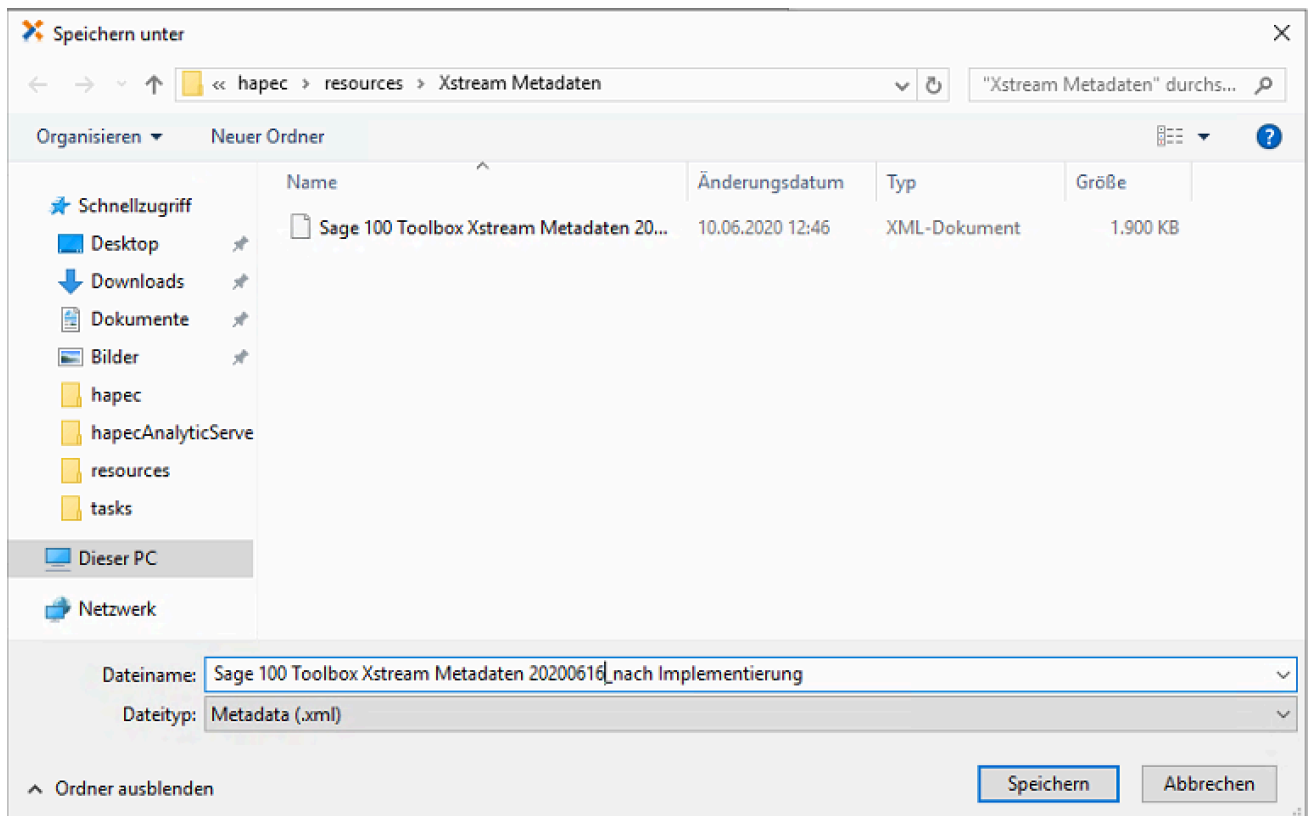 Speichern unter
« hapec › resources › Xstream Metadaten
"Xstream Metadaten" durchs...
Organisieren
Neuer Ordner
Name
Änderungsdatum
Typ
Größe
Sage 100 Toolbox Xstream Metadaten 20... 10.06.2020 12:46 XML-Dokument 1.900 KB
Schnellzugriff
Desktop
Downloads
Dokumente
Bilder
hapec
hapecAnalyticServe
resources
tasks
Dieser PC
Netzwerk
Dateiname: Sage 100 Toolbox Xstream Metadaten 20200616_nach Implementierung
Dateityp: Metadata (.xml)
Ordner ausblenden
Speichern
Abbrechen